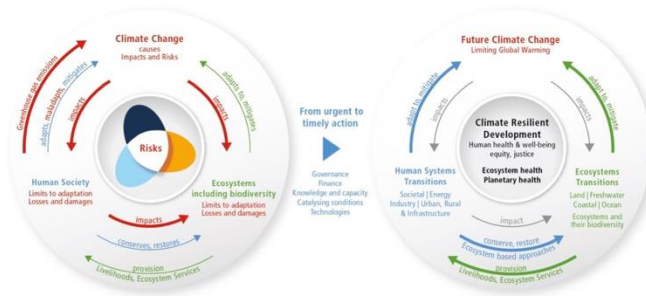 Climate Change
causes
Impacts and Risks
Greenhouse gas emissions
adapts, maladapts, mitigates
impacts
impacts
adapts to, mitigates
Risks
Human Society
Limits to adaptation
Losses and damages
Ecosystems
including biodiversity
Limits to adaptation
Losses and damages
impacts
conserves, restores
provision
Livelihoods, Ecosystem Services
From urgent to
timely action
Governance
Finance
Knowledge and capacity
Catalysing conditions
Technologies
Future Climate Change
Limiting Global Warming
adapt to, mitigate
impacts
impacts
adapt to, mitigate
Climate Resilient
Development
Human health & well-being
equity, justice
Ecosystem health
Planetary health
Human Systems
Transitions
Societal | Energy
Industry | Urban, Rural
& Infrastructure
Ecosystems
Transitions
Land | Freshwater
Coastal | Ocean
Ecosystems and
their biodiversity
impact
conserve, restore
Ecosystem based approaches
provision
Livelihoods, Ecosystem Services